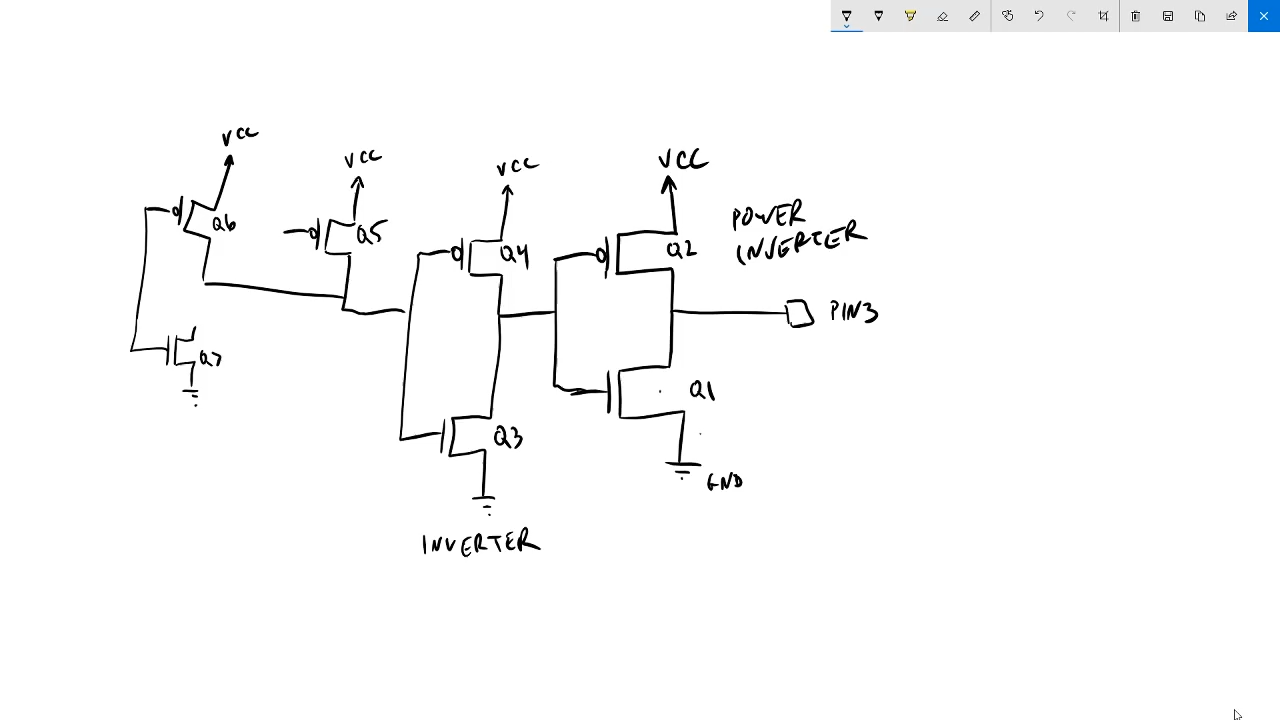 VCC
VCC
VCC
VCC
POWER
INVERTER
Q6
Q5
Q4
Q2
PIN3
Q7
Q1
Q3
GND
INVERTER